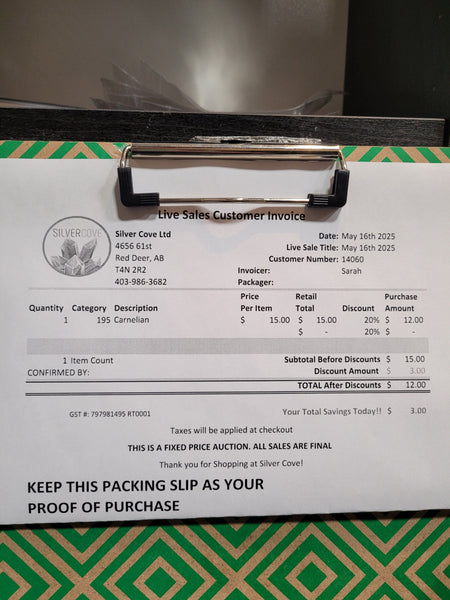 Live Sales Customer Invoice
SILVERCOVE
Silver Cove Ltd
4656 61st
Red Deer, AB
T4N 2R2
403-986-3682
Date: May 16th 2025
Live Sale Title: May 16th 2025
Customer Number: 14060
Invoicer: Sarah
Packager:
Price Retail Purchase
Quantity Category Description Per Item Total Discount Amount
1 195 Carnelian $ 15.00 $ 15.00 20% $ 12.00
$ - 20% $ -
1 Item Count Subtotal Before Discounts $ 15.00
CONFIRMED BY: Discount Amount $ 3.00
TOTAL After Discounts $ 12.00
GST #: 797981495 RT0001 Your Total Savings Today!! $ 3.00
Taxes will be applied at checkout
THIS IS A FIXED PRICE AUCTION. ALL SALES ARE FINAL
Thank you for Shopping at Silver Cove!
KEEP THIS PACKING SLIP AS YOUR
PROOF OF PURCHASE